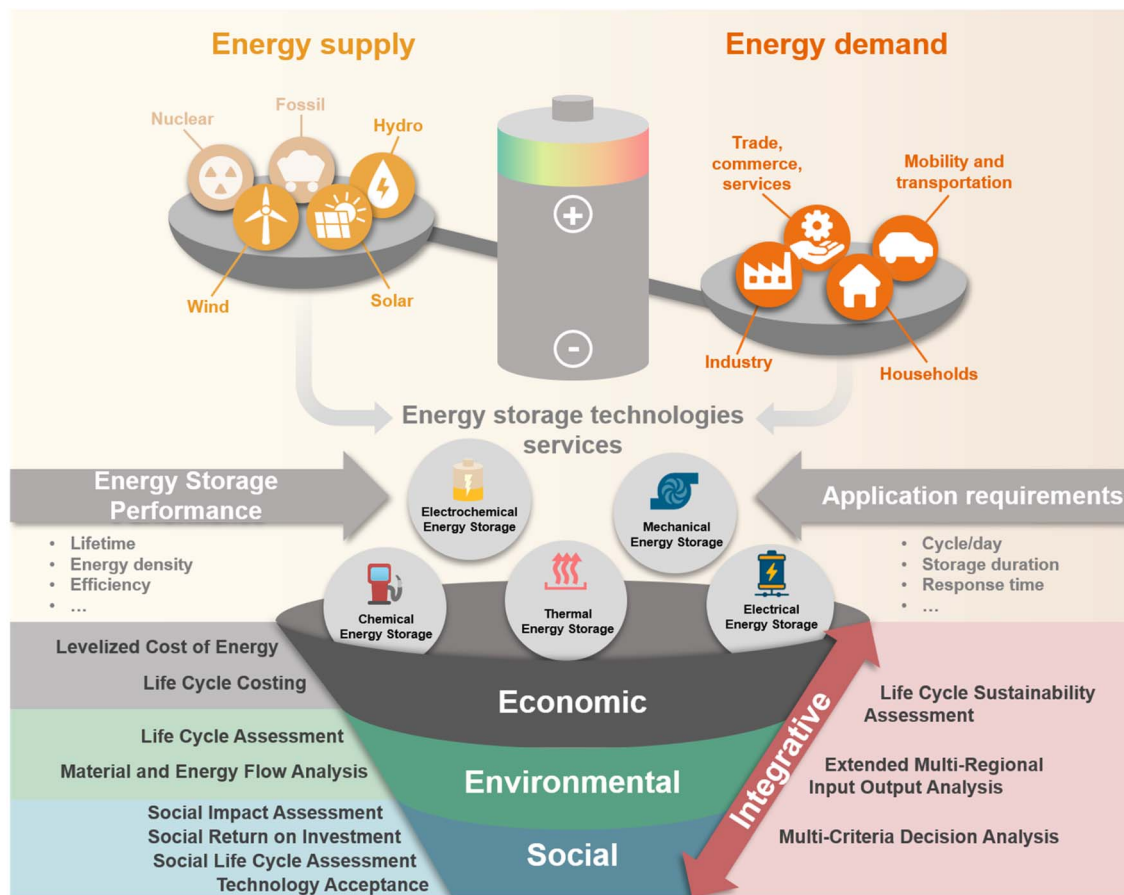 Energy supply
Energy demand
Nuclear
Fossil
Hydro
Wind
Solar
Trade,
commerce,
services
Mobility and
transportation
Industry
Households
+
-
Energy storage technologies
services
Energy Storage
Performance
• Lifetime
• Energy density
• Efficiency
• ...
Application requirements
• Cycle/day
• Storage duration
• Response time
• ...
Electrochemical
Energy Storage
Mechanical
Energy Storage
Chemical
Energy Storage
Thermal
Energy Storage
Electrical
Energy Storage
Levelized Cost of Energy
Life Cycle Costing
Economic
Life Cycle Assessment
Material and Energy Flow Analysis
Environmental
Social Impact Assessment
Social Return on Investment
Social Life Cycle Assessment
Technology Acceptance
Social
Integrative
Life Cycle Sustainability
Assessment
Extended Multi-Regional
Input Output Analysis
Multi-Criteria Decision Analysis